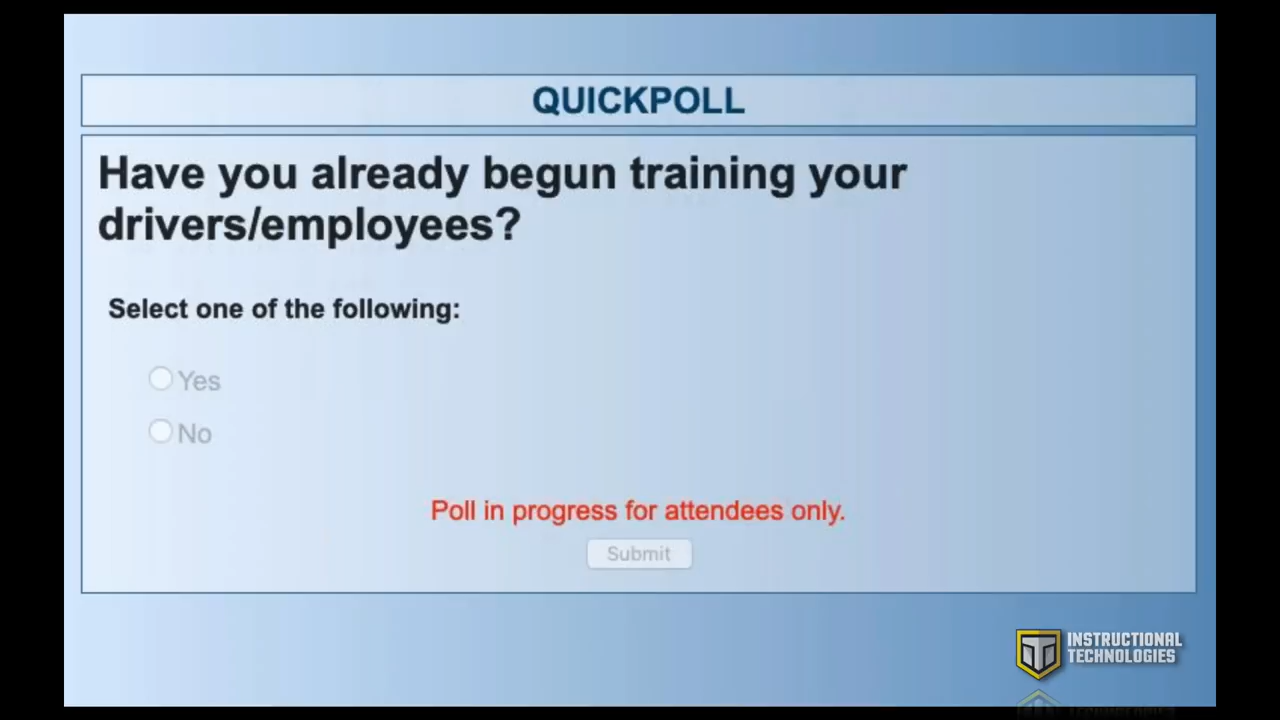 QUICKPOLL
Have you already begun training your
drivers/employees?
Select one of the following:
Yes
No
Poll in progress for attendees only.
Submit
INSTRUCTIONAL
TECHNOLOGIES